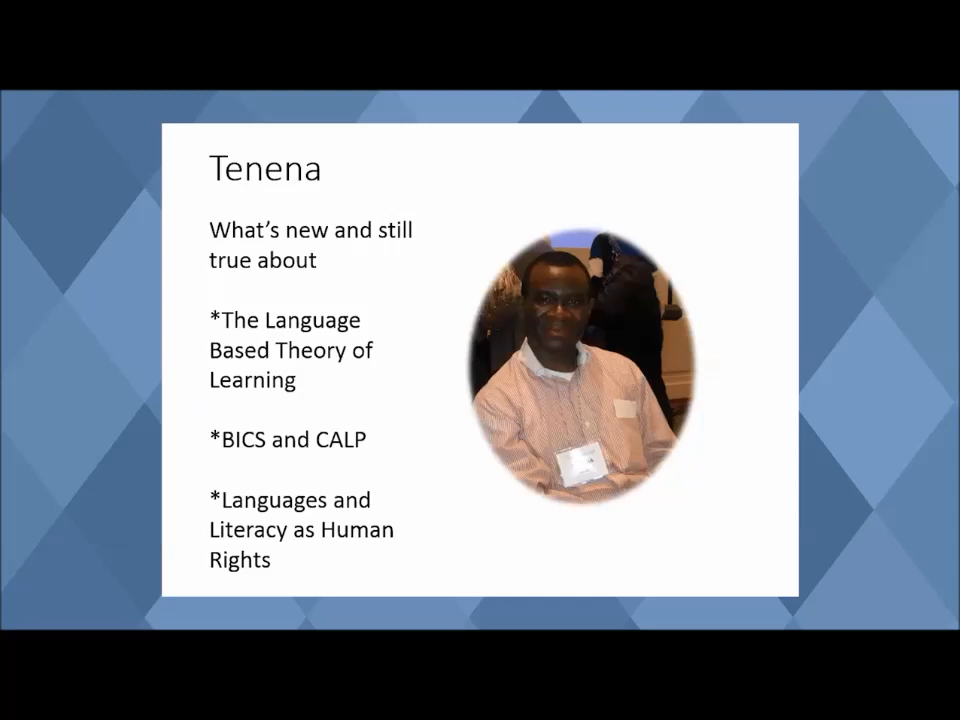 Tenena
What’s new and still
true about
*The Language
Based Theory of
Learning
*BICS and CALP
*Languages and
Literacy as Human
Rights